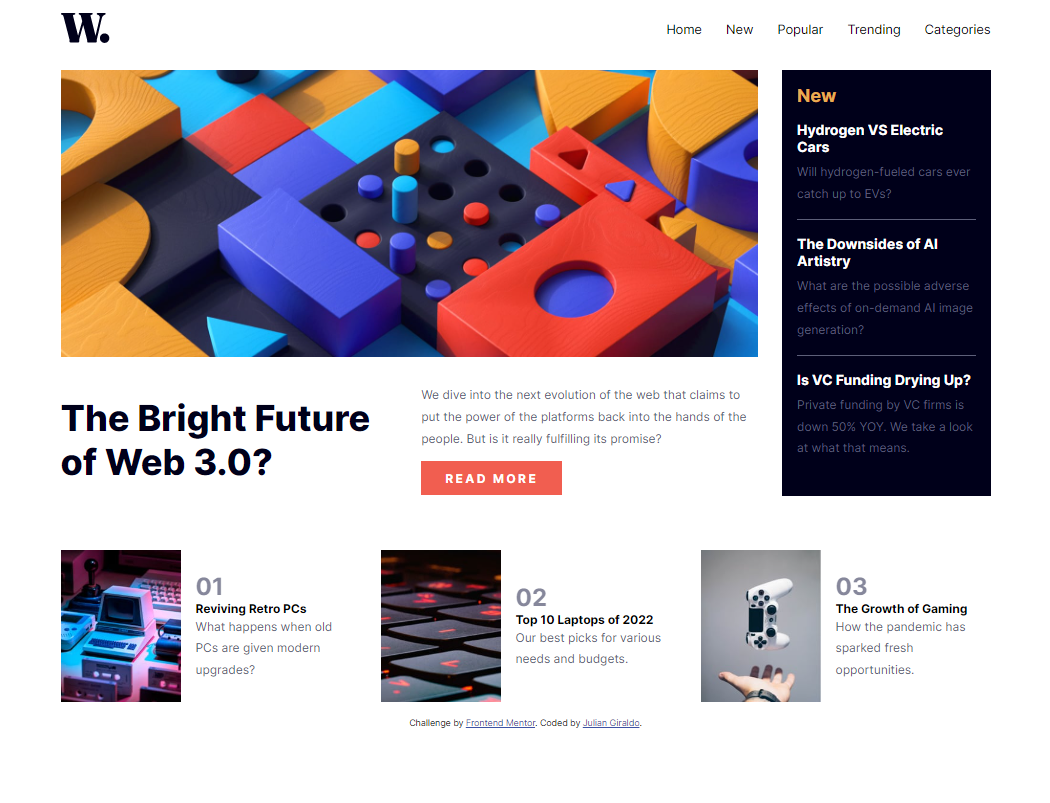 W.
Home New Popular Trending Categories
The Bright Future
of Web 3.0?
We dive into the next evolution of the web that claims to
put the power of the platforms back into the hands of the
people. But is it really fulfilling its promise?
READ MORE
New
Hydrogen VS Electric
Cars
Will hydrogen-fueled cars ever
catch up to EVs?
The Downsides of AI
Artistry
What are the possible adverse
effects of on-demand AI image
generation?
Is VC Funding Drying Up?
Private funding by VC firms is
down 50% YOY. We take a look
at what that means.
01
Reviving Retro PCs
What happens when old
PCs are given modern
upgrades?
02
Top 10 Laptops of 2022
Our best picks for various
needs and budgets.
03
The Growth of Gaming
How the pandemic has
sparked fresh
opportunities.
Challenge by Frontend Mentor. Coded by Julian Giraldo.